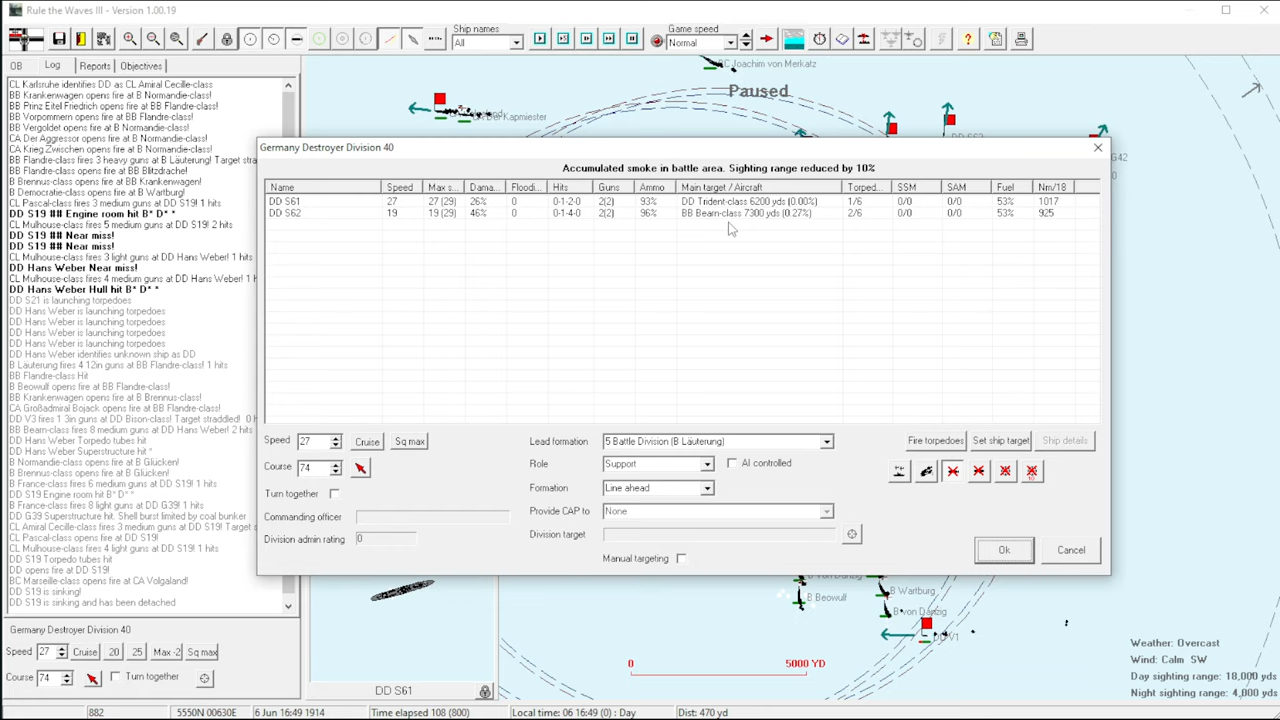 Rule the Waves III - Version 1.00.19
Ship names
All
Game speed
Normal
OB
Log
Reports
Objectives
CL Karlsruhe identifies DD as CL Amiral Cecille-class
BB Krankenwagen opens fire at B Normandie-class
BB Prinz Eitel Friedrich opens fire at BB Flandre-class
BB Vorpommern opens fire at BB Flandre-class
BB Vergoldet opens fire at B Normandie-class
CA Der Aggressor opens fire at B Normandie-class
CA Krieg Zwischen opens fire at B Normandie-class
BB Flandre-class fires 3 heavy guns at B Läuterung! Target st
BB Flandre-class opens fire at BB Blitzdrache!
B Brennus-class opens fire at BB Krankenwagen!
B Democrate-class opens fire at B Wartburg!
CL Pascal-class fires 3 medium guns at DD S19! 1 hits
DD S19 ## Engine room hit B* D* *
CL Mulhouse-class fires 5 medium guns at DD S19! 2 hits
DD S19 ## Near miss!
DD S19 ## Near miss!
CL Mulhouse-class fires 3 light guns at DD Hans Weber! 1 hits
DD Hans Weber Near miss!
CL Mulhouse-class fires 4 medium guns at DD Hans Weber! 1 h
DD Hans Weber Hull hit B* D* *
DD S21 is launching torpedoes
DD Hans Weber is launching torpedoes
DD Hans Weber is launching torpedoes
DD Hans Weber is launching torpedoes
DD Hans Weber identifies unknown ship as DD
B Läuterung fires 4 12in guns at BB Flandre-class! 1 hits
BB Flandre-class Hit
B Beowulf opens fire at BB Flandre-class!
BB Krankenwagen opens fire at B Brennus-class!
CA Großadmiral Bojack opens fire at BB Flandre-class!
DD V3 fires 1 3in guns at DD Bison-class! Target straddled! 0 h
BB Bearn-class fires 8 medium guns at DD Hans Weber! 2 hits
DD Hans Weber Torpedo tubes hit
DD Hans Weber Superstructure hit *
B Normandie-class opens fire at B Glücken!
B France-class opens fire at B Glücken!
B France-class fires 6 medium guns at DD S19! 1 hits
DD S19 Engine room hit B* D* *
B France-class fires 8 light guns at DD G39! 1 hits
DD G39 Superstructure hit. Shell burst limited by coal bunker
CL Amiral Cecille-class fires 3 medium guns at DD S19! Target s
CL Pascal-class opens fire at DD S19!
CL Mulhouse-class fires 4 light guns at DD S19! 1 hits
DD S19 Torpedo tubes hit
DD opens fire at DD S19!
BC Marseille-class opens fire at CA Volgaland!
DD S19 is sinking!
DD S19 is sinking and has been detached
Germany Destroyer Division 40
Speed 27 Cruise 20 25 Max -2 Sq max
Course 74 Turn together
BC Joachim von Merkatz
Paused
CA Der Kapmiester
G42
Germany Destroyer Division 40
Accumulated smoke in battle area. Sighting range reduced by 10%
Name Speed Max s... Dama... Floodi... Hits Guns Ammo Main target / Aircraft Torped... SSM SAM Fuel Nm/18
DD S61 27 27 (29) 26% 0 0-1-2-0 2(2) 93% DD Trident-class 6200 yds (0.00%) 1/6 0/0 0/0 53% 1017
DD S62 19 19 (29) 46% 0 0-1-4-0 2(2) 96% BB Bearn-class 7300 yds (0.27%) 2/6 0/0 0/0 53% 925
Speed 27 Cruise Sq max
Course 74
Turn together
Commanding officer
Division admin rating 0
Lead formation 5 Battle Division (B Läuterung)
Role Support AI controlled
Formation Line ahead
Provide CAP to None
Division target
Manual targeting
Fire torpedoes Set ship target Ship details
10
Ok Cancel
B Von Danzig
B Beowulf
B Wartburg
B von Danzig
DD V1
DD S61
0 5000 YD
Weather: Overcast
Wind: Calm SW
Day sighting range: 18,000 yds
Night sighting range: 4,800 yds
882 5550N 00630E 6 Jun 16:49 1914 Time elapsed 108 (800) Local time: 06 16:49 (0) : Day Dist: 470 yd